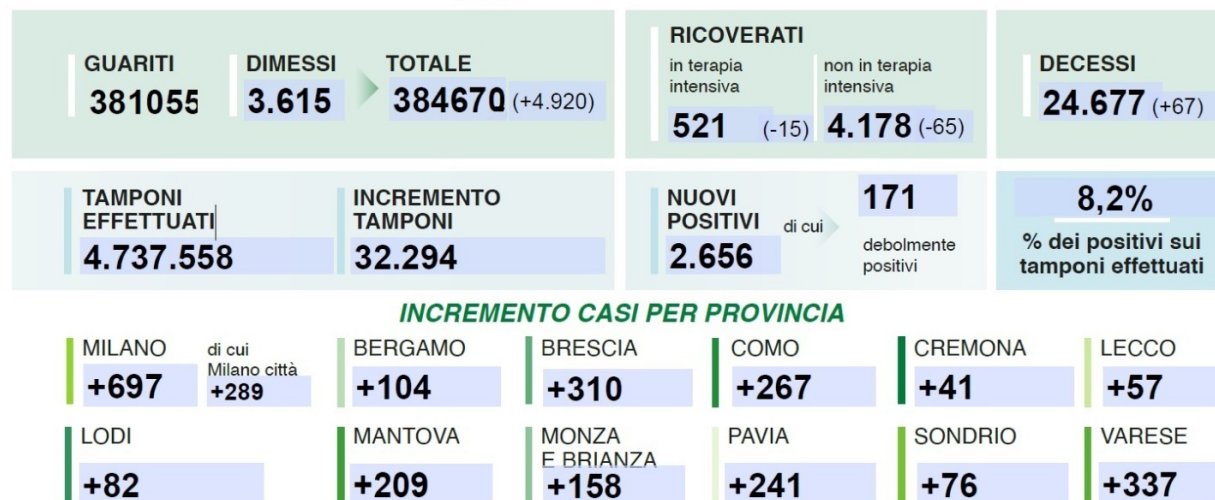 GUARITI
381055
DIMESSI
3.615
TOTALE
384670 (+4.920)
RICOVERATI
in terapia
intensiva
521 (-15)
non in terapia
intensiva
4.178 (-65)
DECESSI
24.677 (+67)
TAMPONI
EFFETTUATI
4.737.558
INCREMENTO
TAMPONI
32.294
NUOVI
POSITIVI
2.656
di cui
171
debolmente
positivi
8,2%
% dei positivi sui
tamponi effettuati
INCREMENTO CASI PER PROVINCIA
MILANO
+697
di cui
Milano città
+289
BERGAMO
+104
BRESCIA
+310
COMO
+267
CREMONA
+41
LECCO
+57
LODI
+82
MANTOVA
+209
MONZA
E BRIANZA
+158
PAVIA
+241
SONDRIO
+76
VARESE
+337